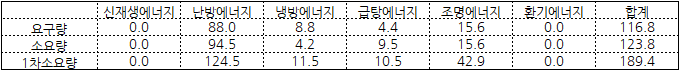 신재생에너지 난방에너지 냉방에너지 급탕에너지 조명에너지 환기에너지 합계
요구량 0.0 88.0 8.8 4.4 15.6 0.0 116.8
소요량 0.0 94.5 4.2 9.5 15.6 0.0 123.8
1차소요량 0.0 124.5 11.5 10.5 42.9 0.0 189.4